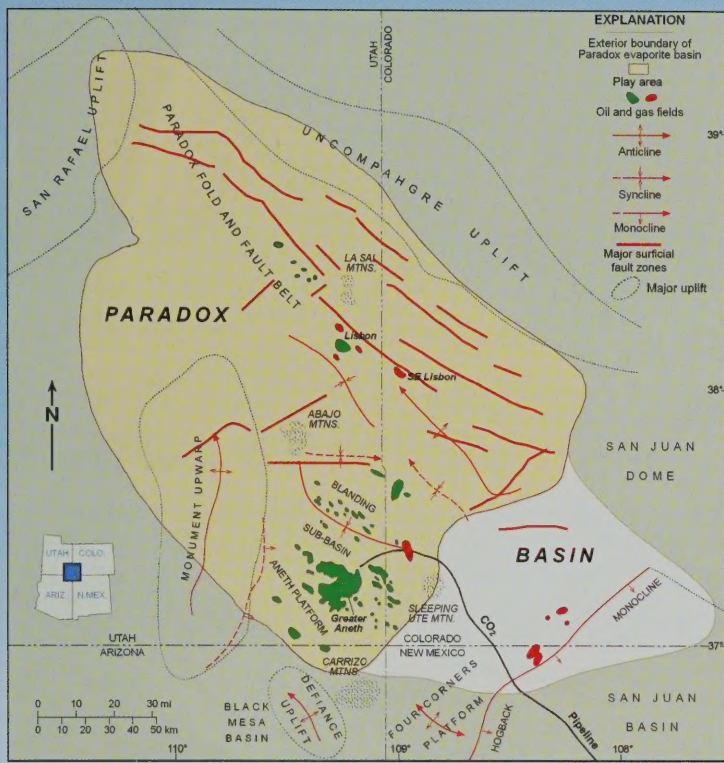 EXPLANATION
Exterior boundary of
Paradox evaporite basin
Play area
Oil and gas fields
Anticline
Syncline
Monocline
Major surficial
fault zones
Major uplift
UTAH
COLORADO
SAN RAFAEL UPLIFT
PARADOX FOLD AND FAULT BELT
UNCOMPAHGRE UPLIFT
39°
LA SAL
MTNS.
PARADOX
Lisbon
SE Lisbon
38°
N
ABAJO
MTNS.
SAN JUAN
DOME
MONUMENT UPWARP
BLANDING
SUB-BASIN
BASIN
UTAH
COLO.
ARIZ
N.MEX.
ANETH PLATFORM
Greater
Aneth
SLEEPING
UTE MTN.
CO2
MONOCLINE
UTAH
ARIZONA
COLORADO
NEW MEXICO
37°
CARRIZO
MTNS
0 10 20 30 mi
0 10 20 30 40 50 km
BLACK
MESA
BASIN
DEFIANCE
UPLIFT
FOUR CORNERS
PLATFORM
HOGBACK
Pipeline
SAN JUAN
BASIN
110°
109°
108°